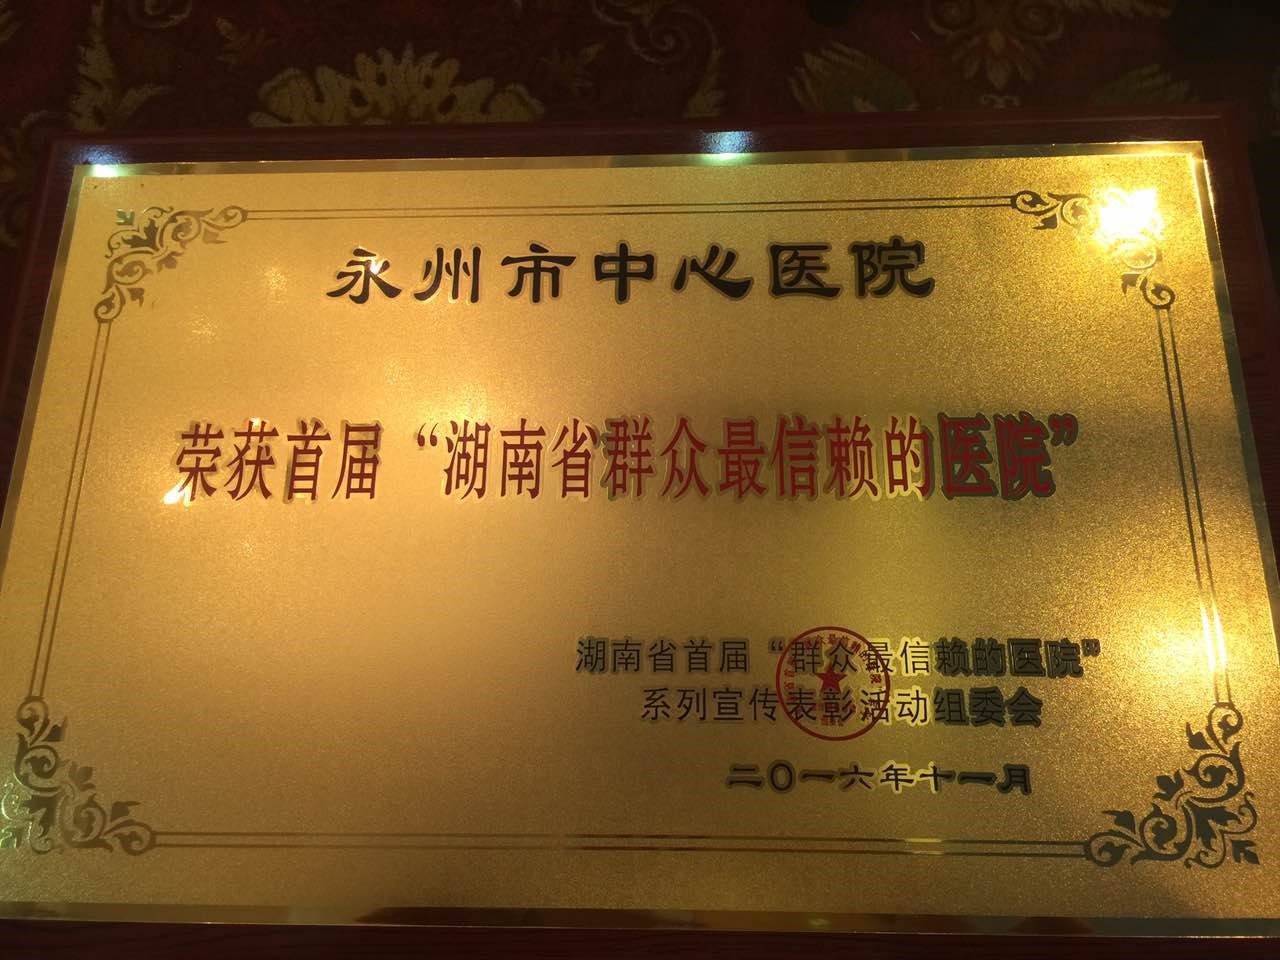 永州市中心医院
荣获首届“湖南省群众最信赖的医院”
湖南省首届“群众最信赖的医院”
系列宣传表彰活动组委会
二〇一六年十一月